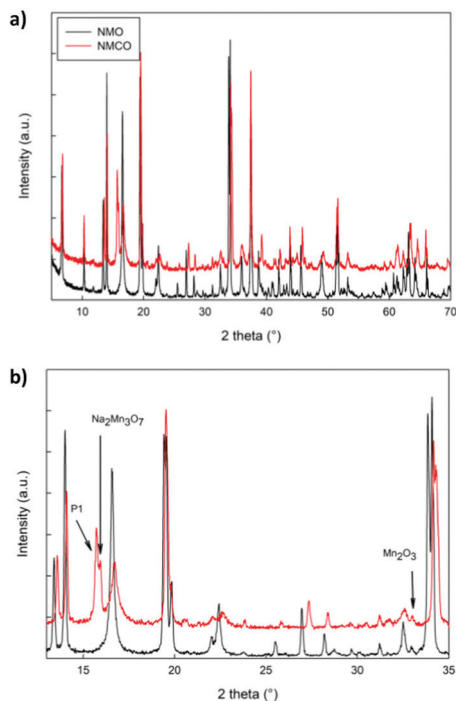 a)
NMO
NMCO
Intensity (a.u.)
10 20 30 40 50 60 70
2 theta (°)
b)
Na₂Mn₃O₇
P1
Mn₂O₃
Intensity (a.u.)
15 20 25 30 35
2 theta (°)